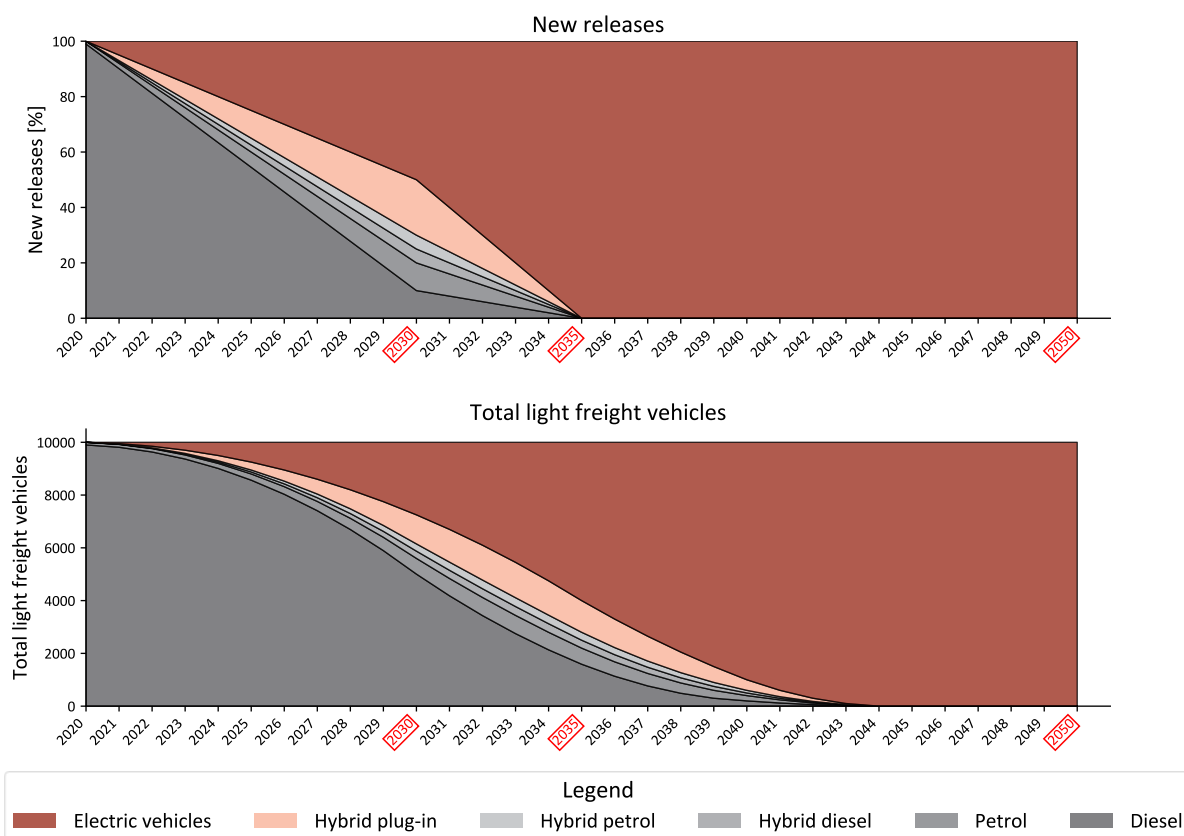 New releases
New releases [%]
100
80
60
40
20
0
2020 2021 2022 2023 2024 2025 2026 2027 2028 2029 2030 2031 2032 2033 2034 2035 2036 2037 2038 2039 2040 2041 2042 2043 2044 2045 2046 2047 2048 2049 2050
Total light freight vehicles
Total light freight vehicles
10000
8000
6000
4000
2000
0
2020 2021 2022 2023 2024 2025 2026 2027 2028 2029 2030 2031 2032 2033 2034 2035 2036 2037 2038 2039 2040 2041 2042 2043 2044 2045 2046 2047 2048 2049 2050
Legend
Electric vehicles Hybrid plug-in Hybrid petrol Hybrid diesel Petrol Diesel